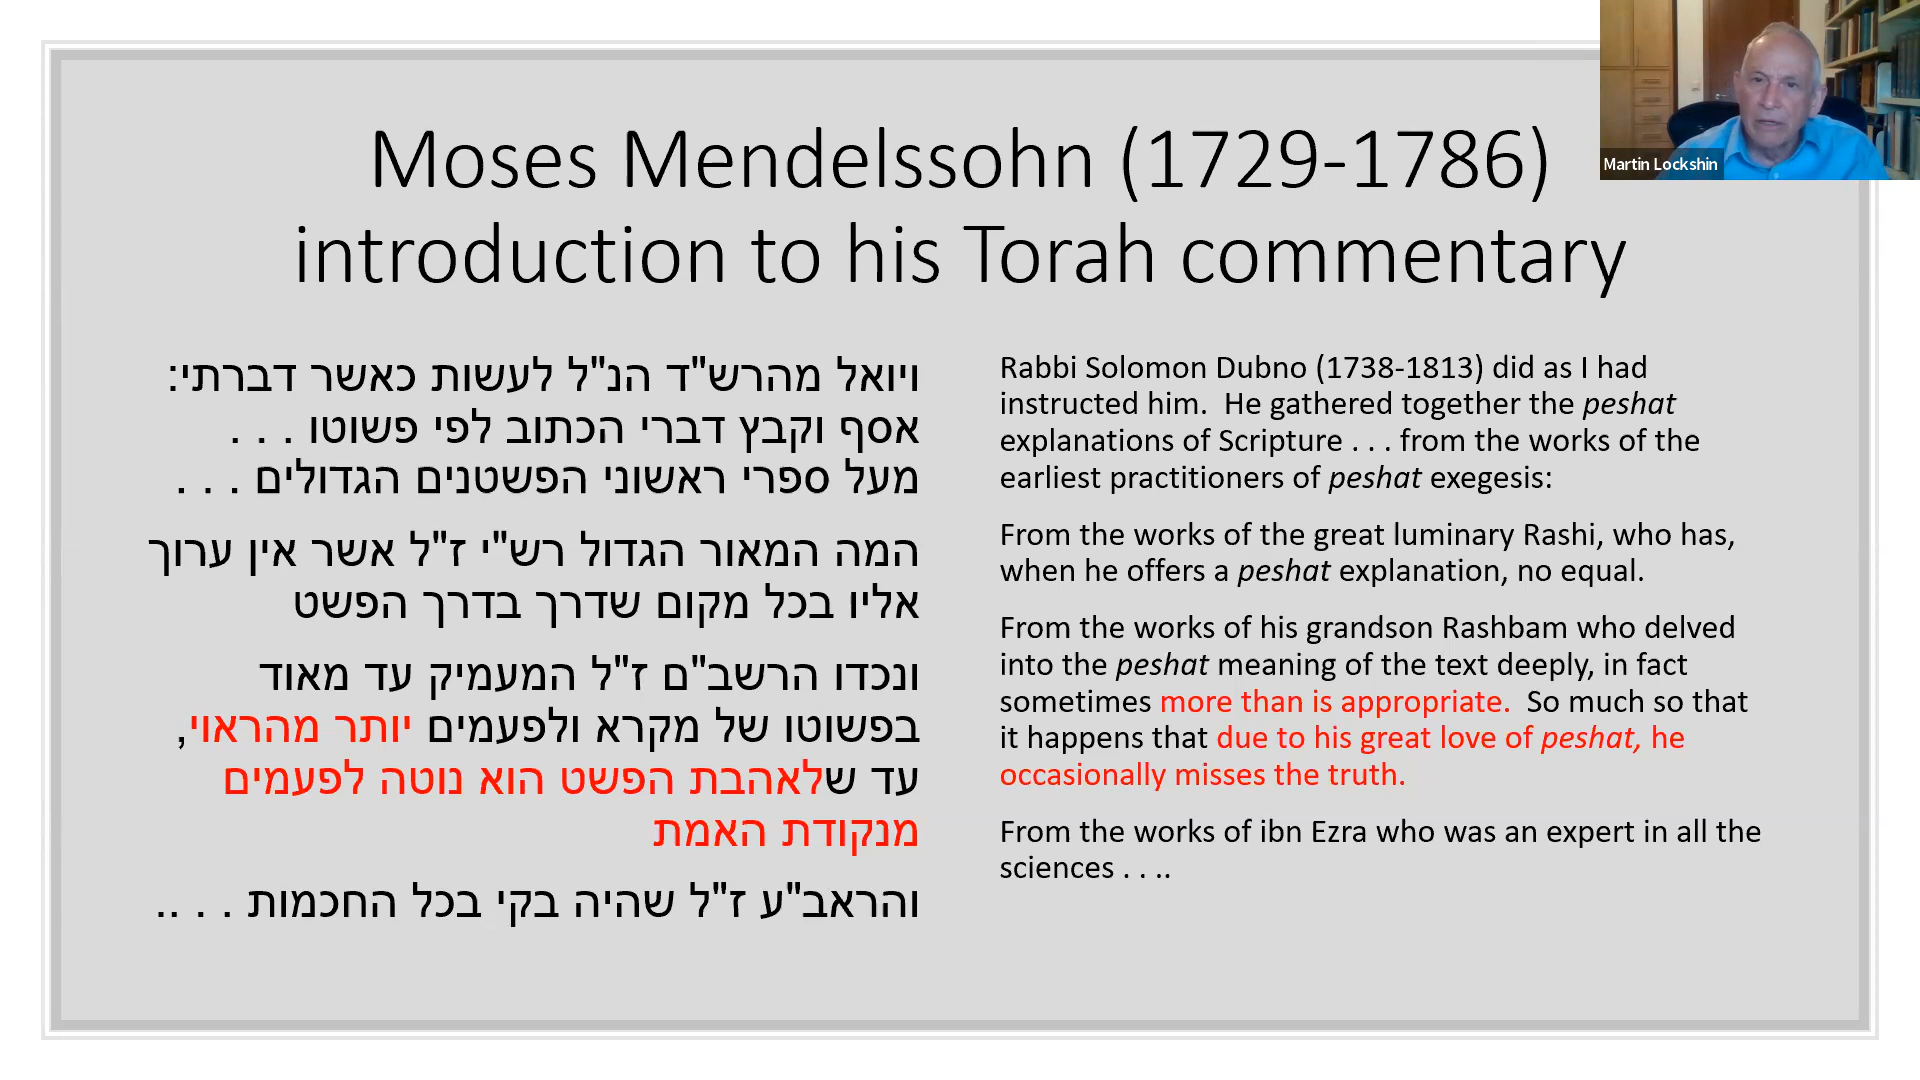 Moses Mendelssohn (1729-1786)
introduction to his Torah commentary
Martin Lockshin
ויואל מהרש"ד הנ"ל לעשות כאשר דברתי:
אסף וקבץ דברי הכתוב לפי פשוטו . . .
מעל ספרי ראשוני הפשטנים הגדולים . . .
המה המאור הגדול רש"י ז"ל אשר אין ערוך
אליו בכל מקום שדרך בדרך הפשט
ונכדו הרשב"ם ז"ל המעמיק עד מאוד
בפשוטו של מקרא ולפעמים יותר מהראוי,
עד שלאהבת הפשט הוא נוטה לפעמים
מנקודת האמת
והראב"ע ז"ל שהיה בקי בכל החכמות . . ..
Rabbi Solomon Dubno (1738-1813) did as I had
instructed him.  He gathered together the peshat
explanations of Scripture . . . from the works of the
earliest practitioners of peshat exegesis:
From the works of the great luminary Rashi, who has,
when he offers a peshat explanation, no equal.
From the works of his grandson Rashbam who delved
into the peshat meaning of the text deeply, in fact
sometimes more than is appropriate.  So much so that
it happens that due to his great love of peshat, he
occasionally misses the truth.
From the works of ibn Ezra who was an expert in all the
sciences . . ..